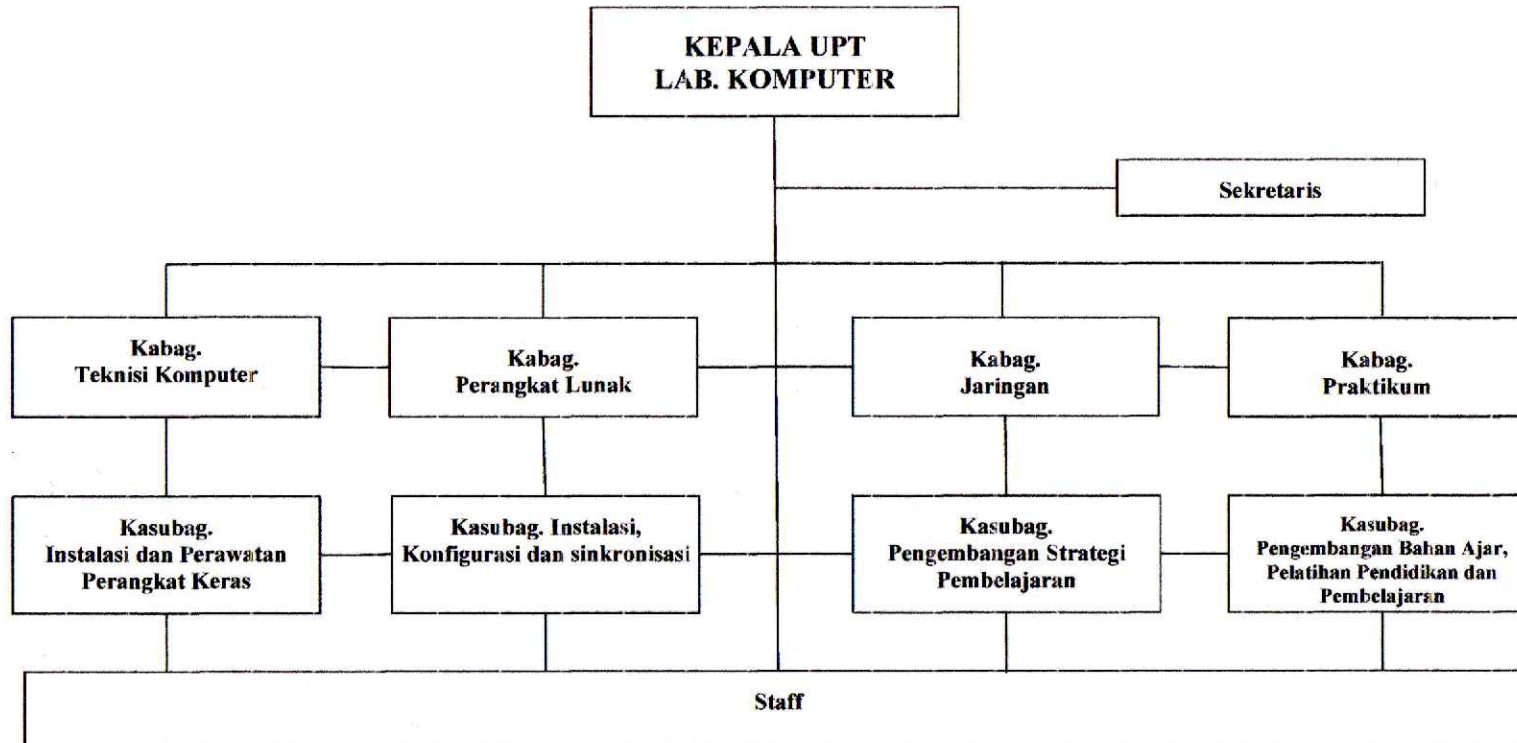 KEPALA UPT
LAB. KOMPUTER
Sekretaris
Kabag.
Teknisi Komputer
Kabag.
Perangkat Lunak
Kabag.
Jaringan
Kabag.
Praktikum
Kasubag.
Instalasi dan Perawatan
Perangkat Keras
Kasubag. Instalasi,
Konfigurasi dan sinkronisasi
Kasubag.
Pengembangan Strategi
Pembelajaran
Kasubag.
Pengembangan Bahan Ajar,
Pelatihan Pendidikan dan
Pembelajaran
Staff